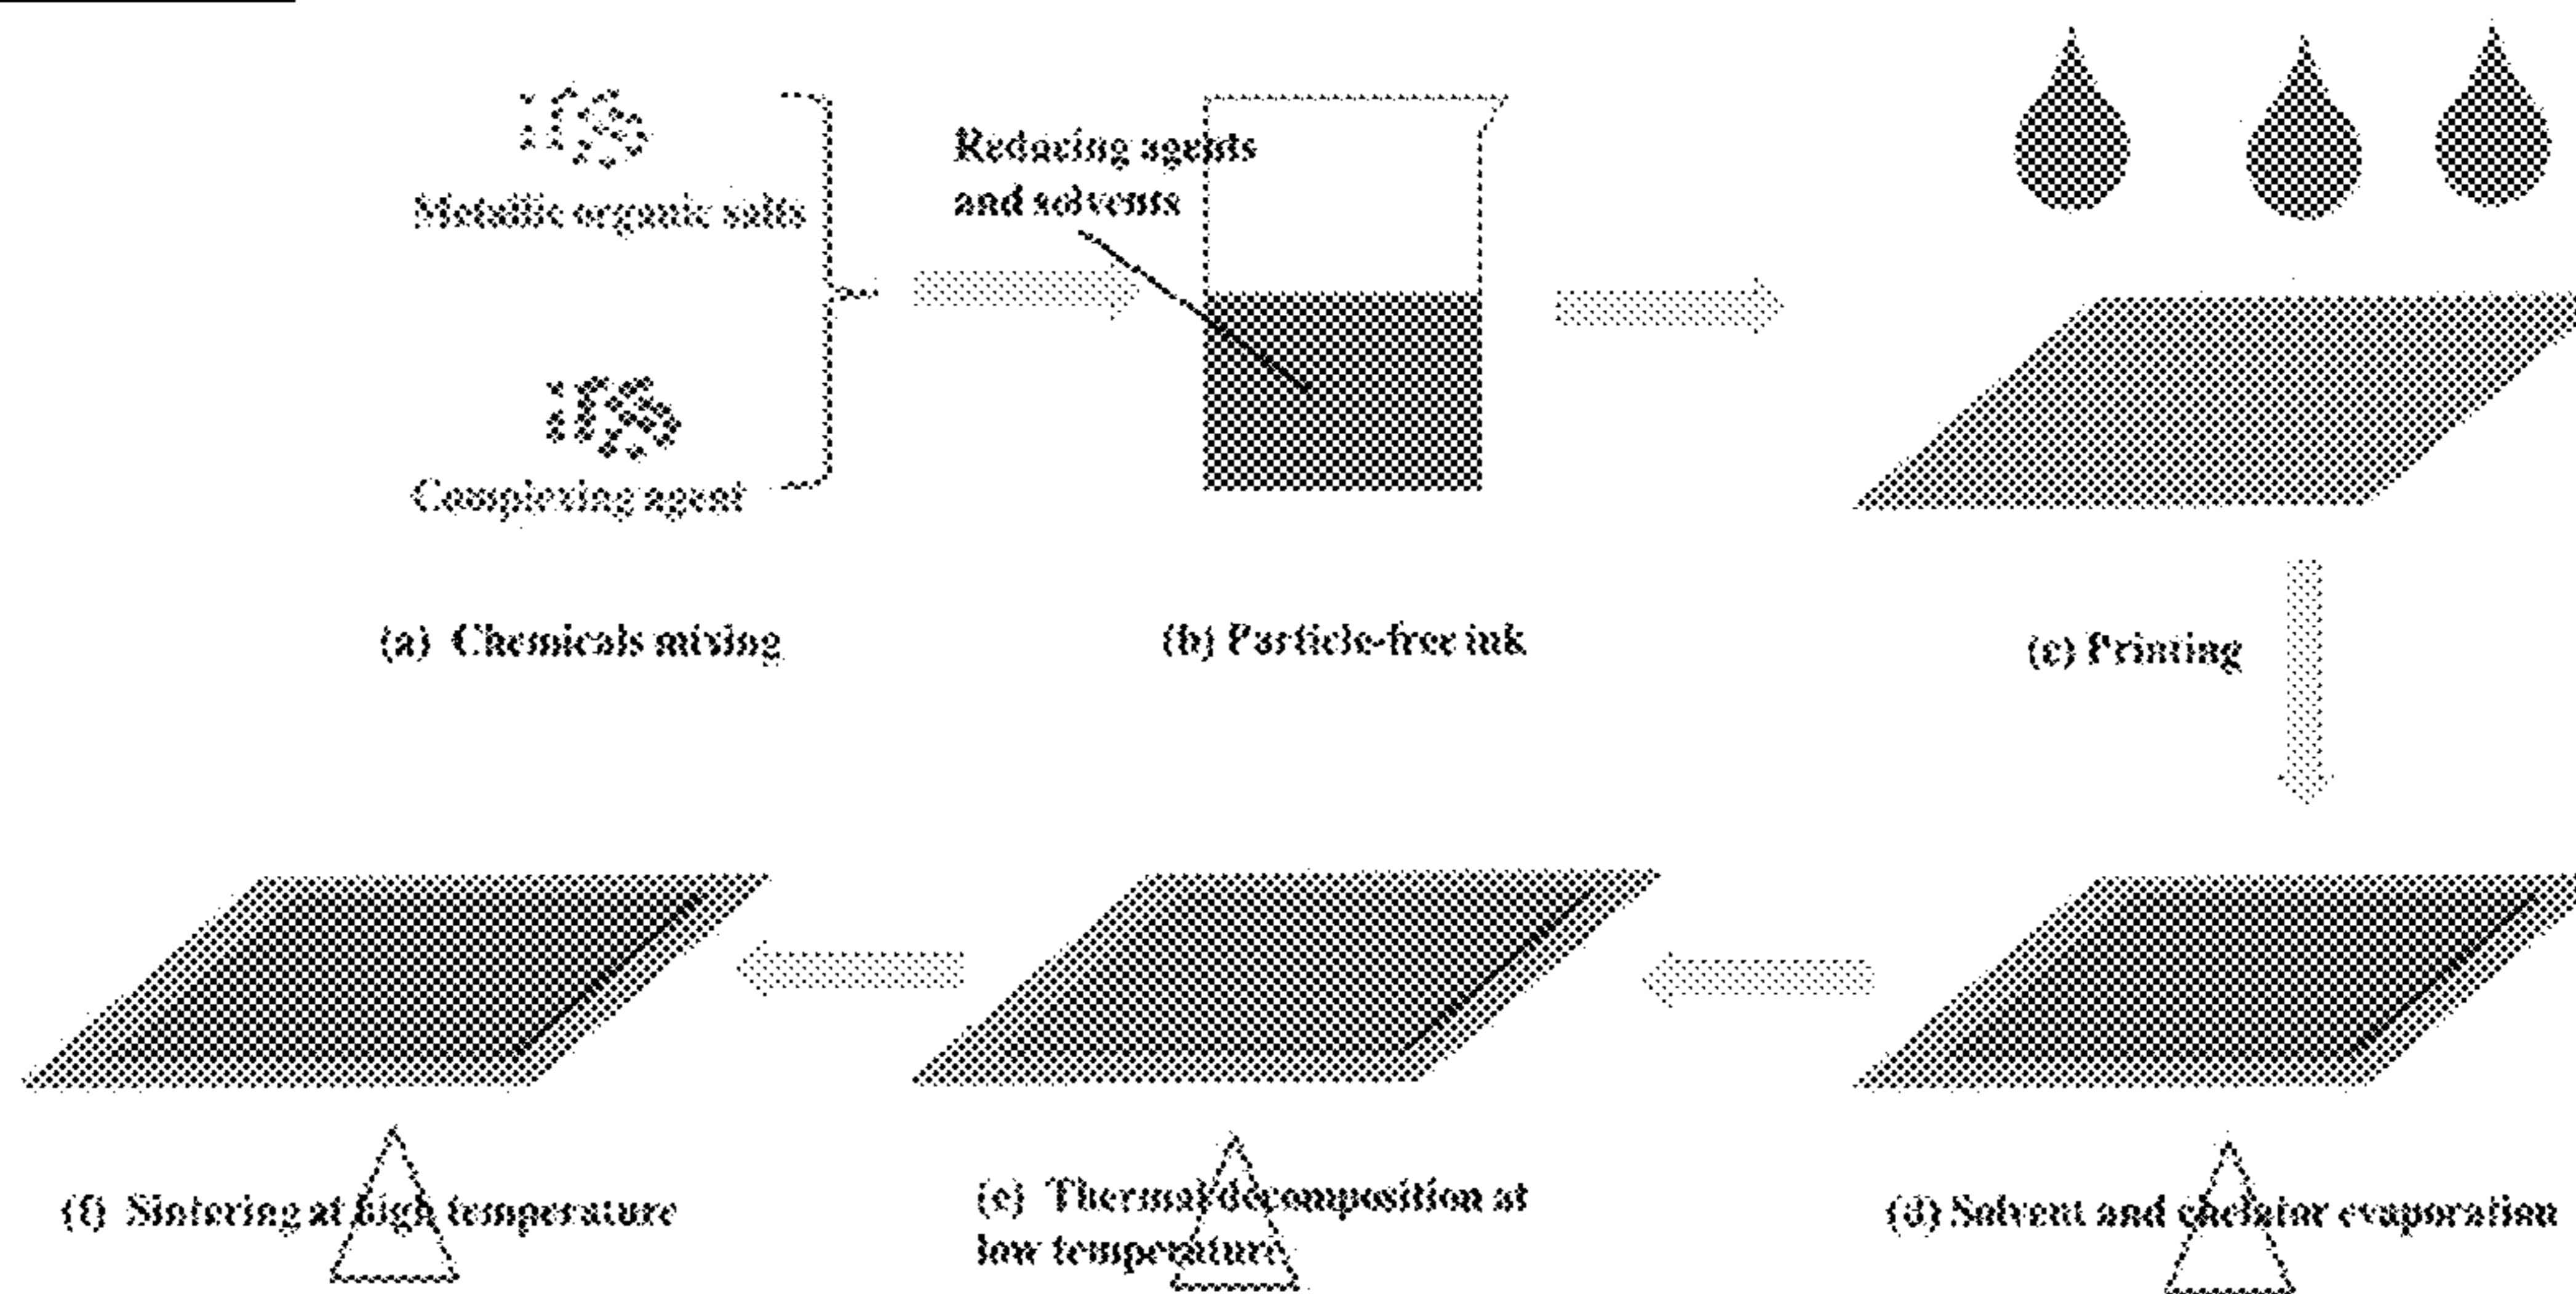 Metallic organic salts
Reducing agents
and solvents
Complexing agent
(a) Chemicals mixing
(b) Particle-free ink
(c) Printing
(f) Sintering at high temperature
(e) Thermal decomposition at
low temperature
(d) Solvent and chelator evaporation